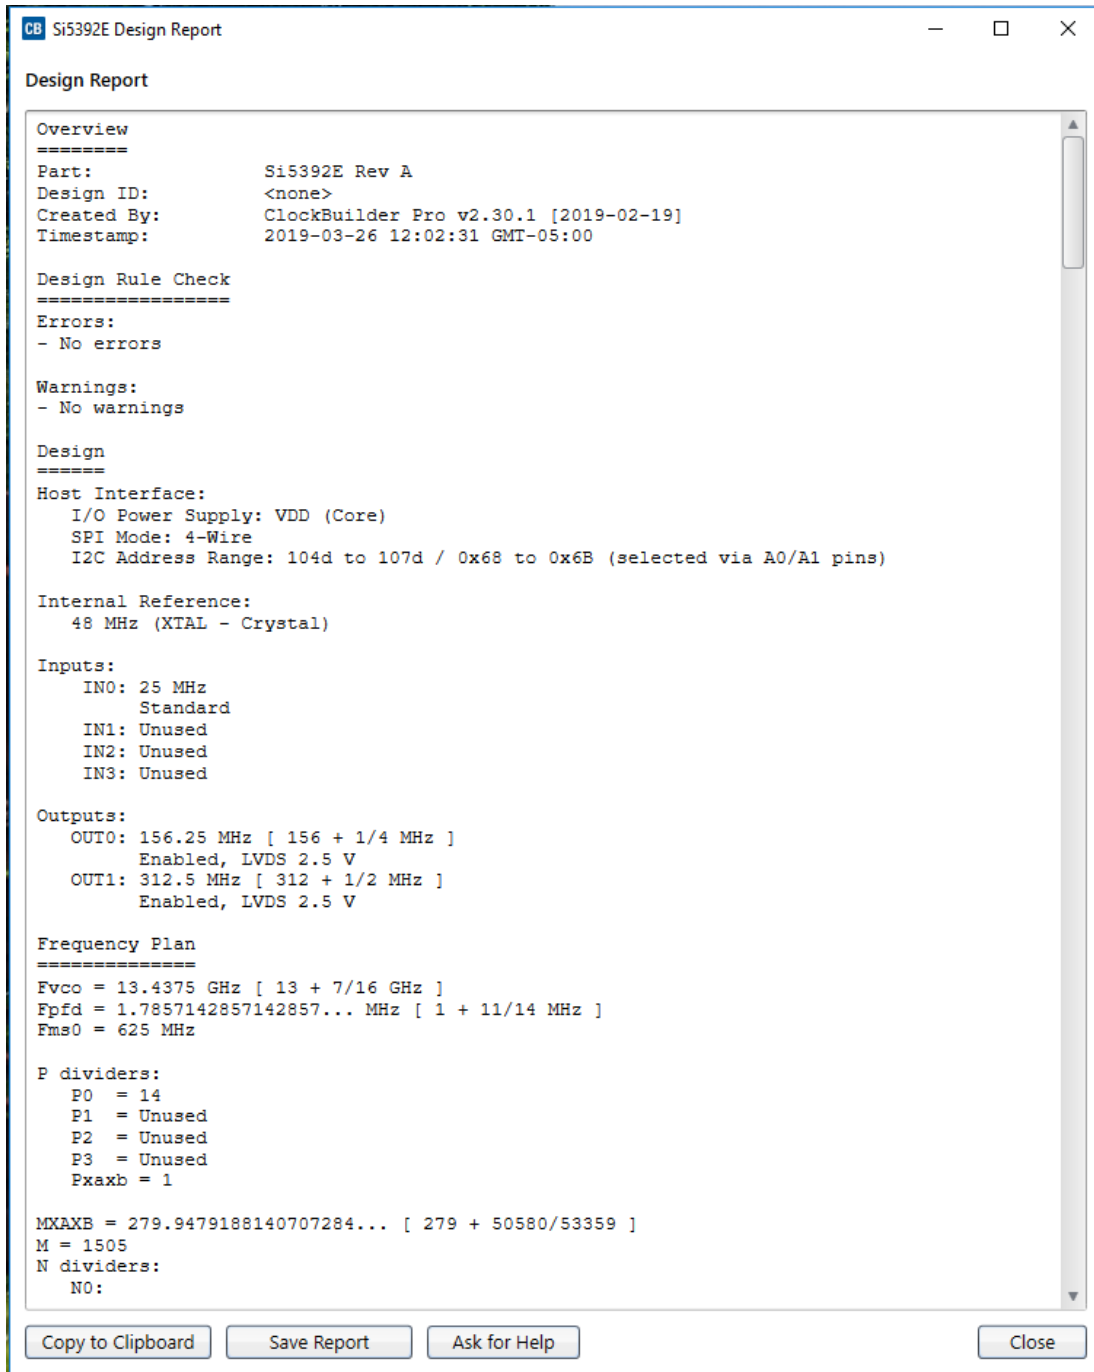 CB Si5392E Design Report
Design Report
Overview
========
Part: Si5392E Rev A
Design ID: <none>
Created By: ClockBuilder Pro v2.30.1 [2019-02-19]
Timestamp: 2019-03-26 12:02:31 GMT-05:00
Design Rule Check
=================
Errors:
- No errors
Warnings:
- No warnings
Design
======
Host Interface:
I/O Power Supply: VDD (Core)
SPI Mode: 4-Wire
I2C Address Range: 104d to 107d / 0x68 to 0x6B (selected via A0/A1 pins)
Internal Reference:
48 MHz (XTAL - Crystal)
Inputs:
IN0: 25 MHz
Standard
IN1: Unused
IN2: Unused
IN3: Unused
Outputs:
OUT0: 156.25 MHz [ 156 + 1/4 MHz ]
Enabled, LVDS 2.5 V
OUT1: 312.5 MHz [ 312 + 1/2 MHz ]
Enabled, LVDS 2.5 V
Frequency Plan
==============
Fvco = 13.4375 GHz [ 13 + 7/16 GHz ]
Fpfd = 1.7857142857142857... MHz [ 1 + 11/14 MHz ]
Fms0 = 625 MHz
P dividers:
P0 = 14
P1 = Unused
P2 = Unused
P3 = Unused
Pxaxb = 1
MXAXB = 279.9479188140707284... [ 279 + 50580/53359 ]
M = 1505
N dividers:
N0:
Copy to Clipboard Save Report Ask for Help Close